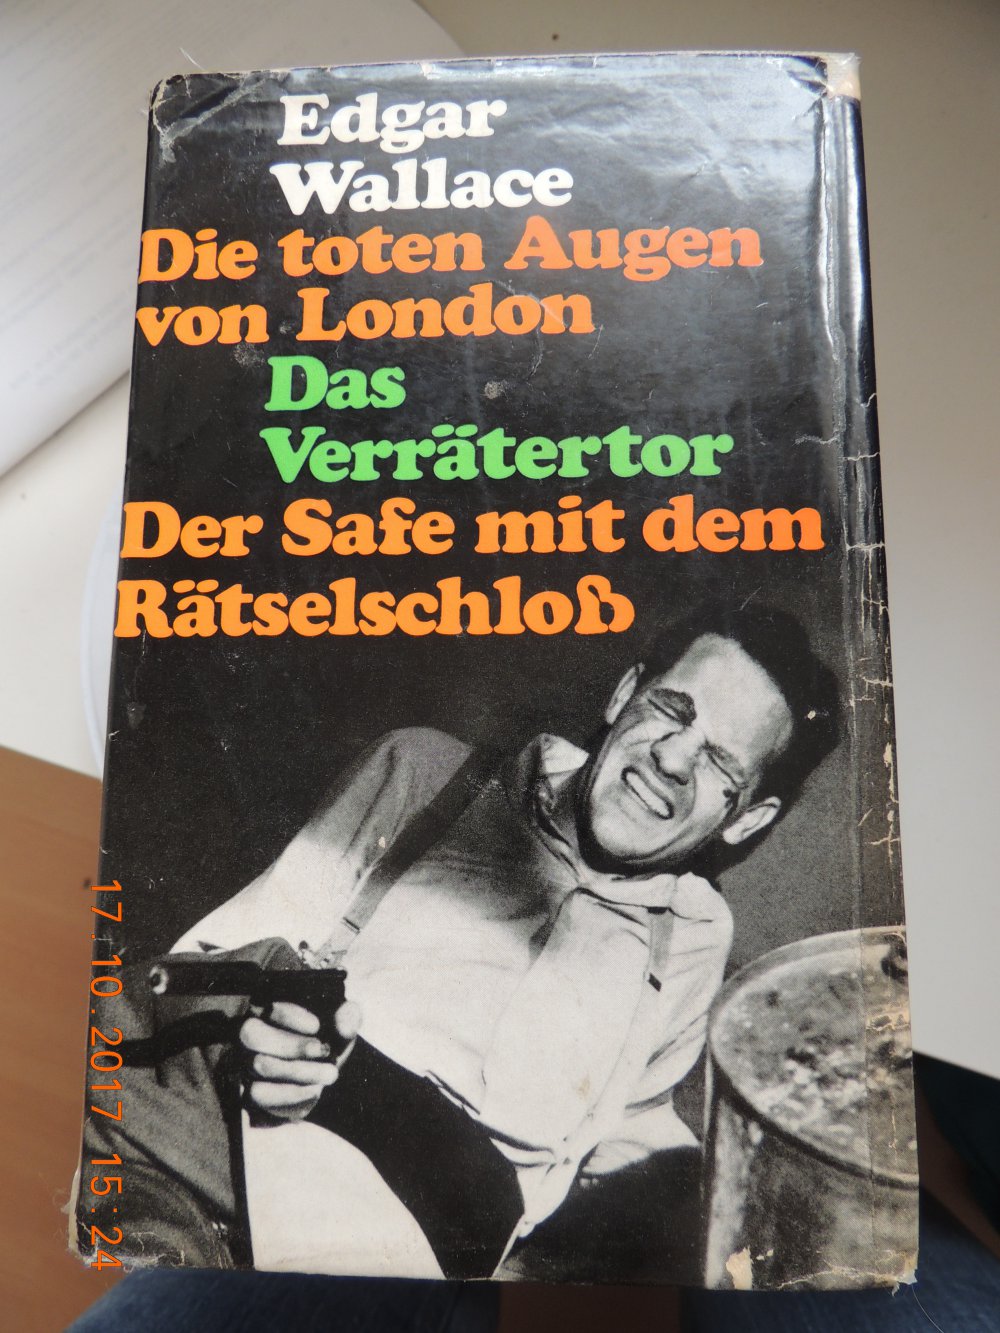 Edgar
Wallace
Die toten Augen
von London
Das
Verrätertor
Der Safe mit dem
Rätselschloß
17.10.2017 15:24